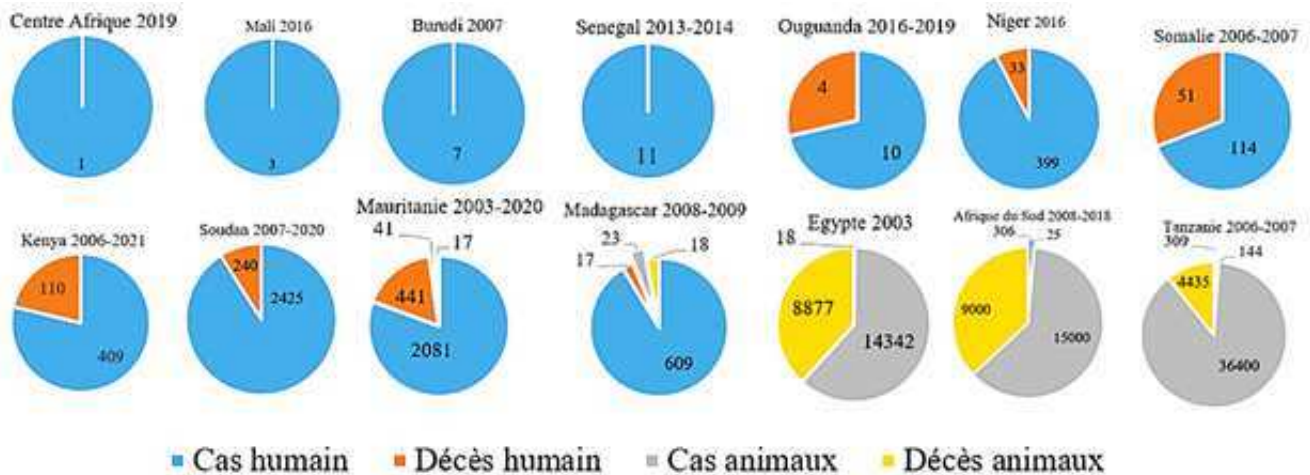 Centre Afrique 2019
1
Mali 2016
3
Burudi 2007
7
Senegal 2013-2014
11
Ouguanda 2016-2019
4
10
Niger 2016
33
399
Somalie 2006-2007
51
114
Kenya 2006-2021
110
409
Soudan 2007-2020
240
2425
Mauritanie 2003-2020
41
17
441
2081
Madagascar 2008-2009
23
17
18
609
Egypte 2003
18
8877
14342
Afrique du Sud 2008-2018
306
25
9000
15000
Tanzanie 2006-2007
309
144
4435
36400
Cas humain
Décès humain
Cas animaux
Décès animaux